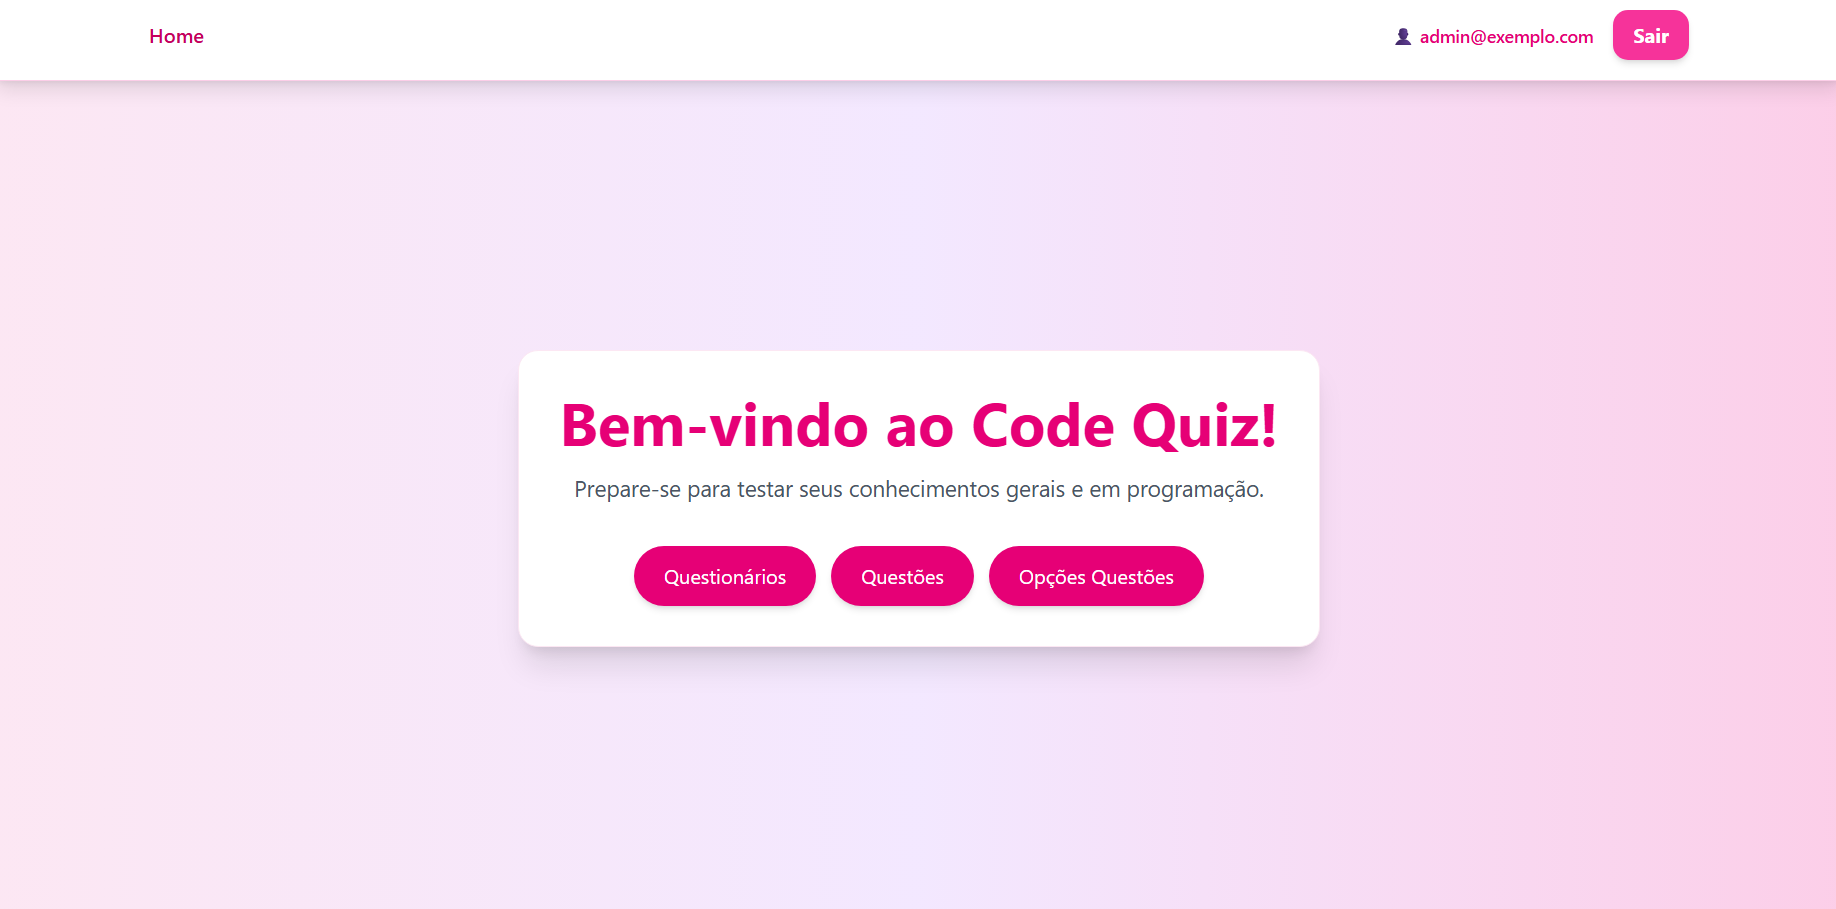 Home
admin@exemplo.com
Sair
Bem-vindo ao Code Quiz!
Prepare-se para testar seus conhecimentos gerais e em programação.
Questionários
Questões
Opções Questões